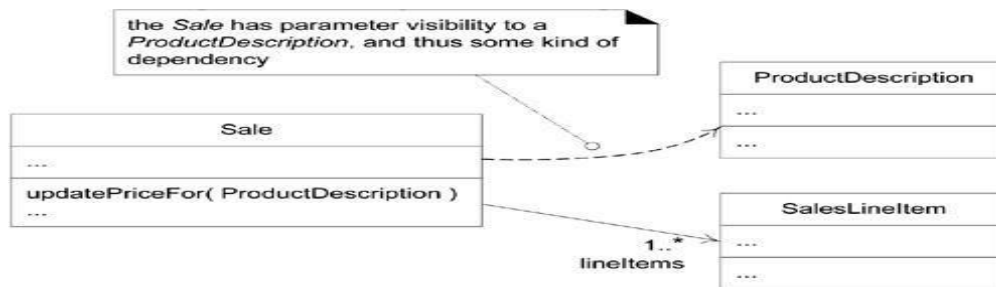 the Sale has parameter visibility to a
ProductDescription, and thus some kind of
dependency
ProductDescription
...
...
Sale
...
updatePriceFor( ProductDescription )
...
SalesLineItem
...
...
1..*
lineItems